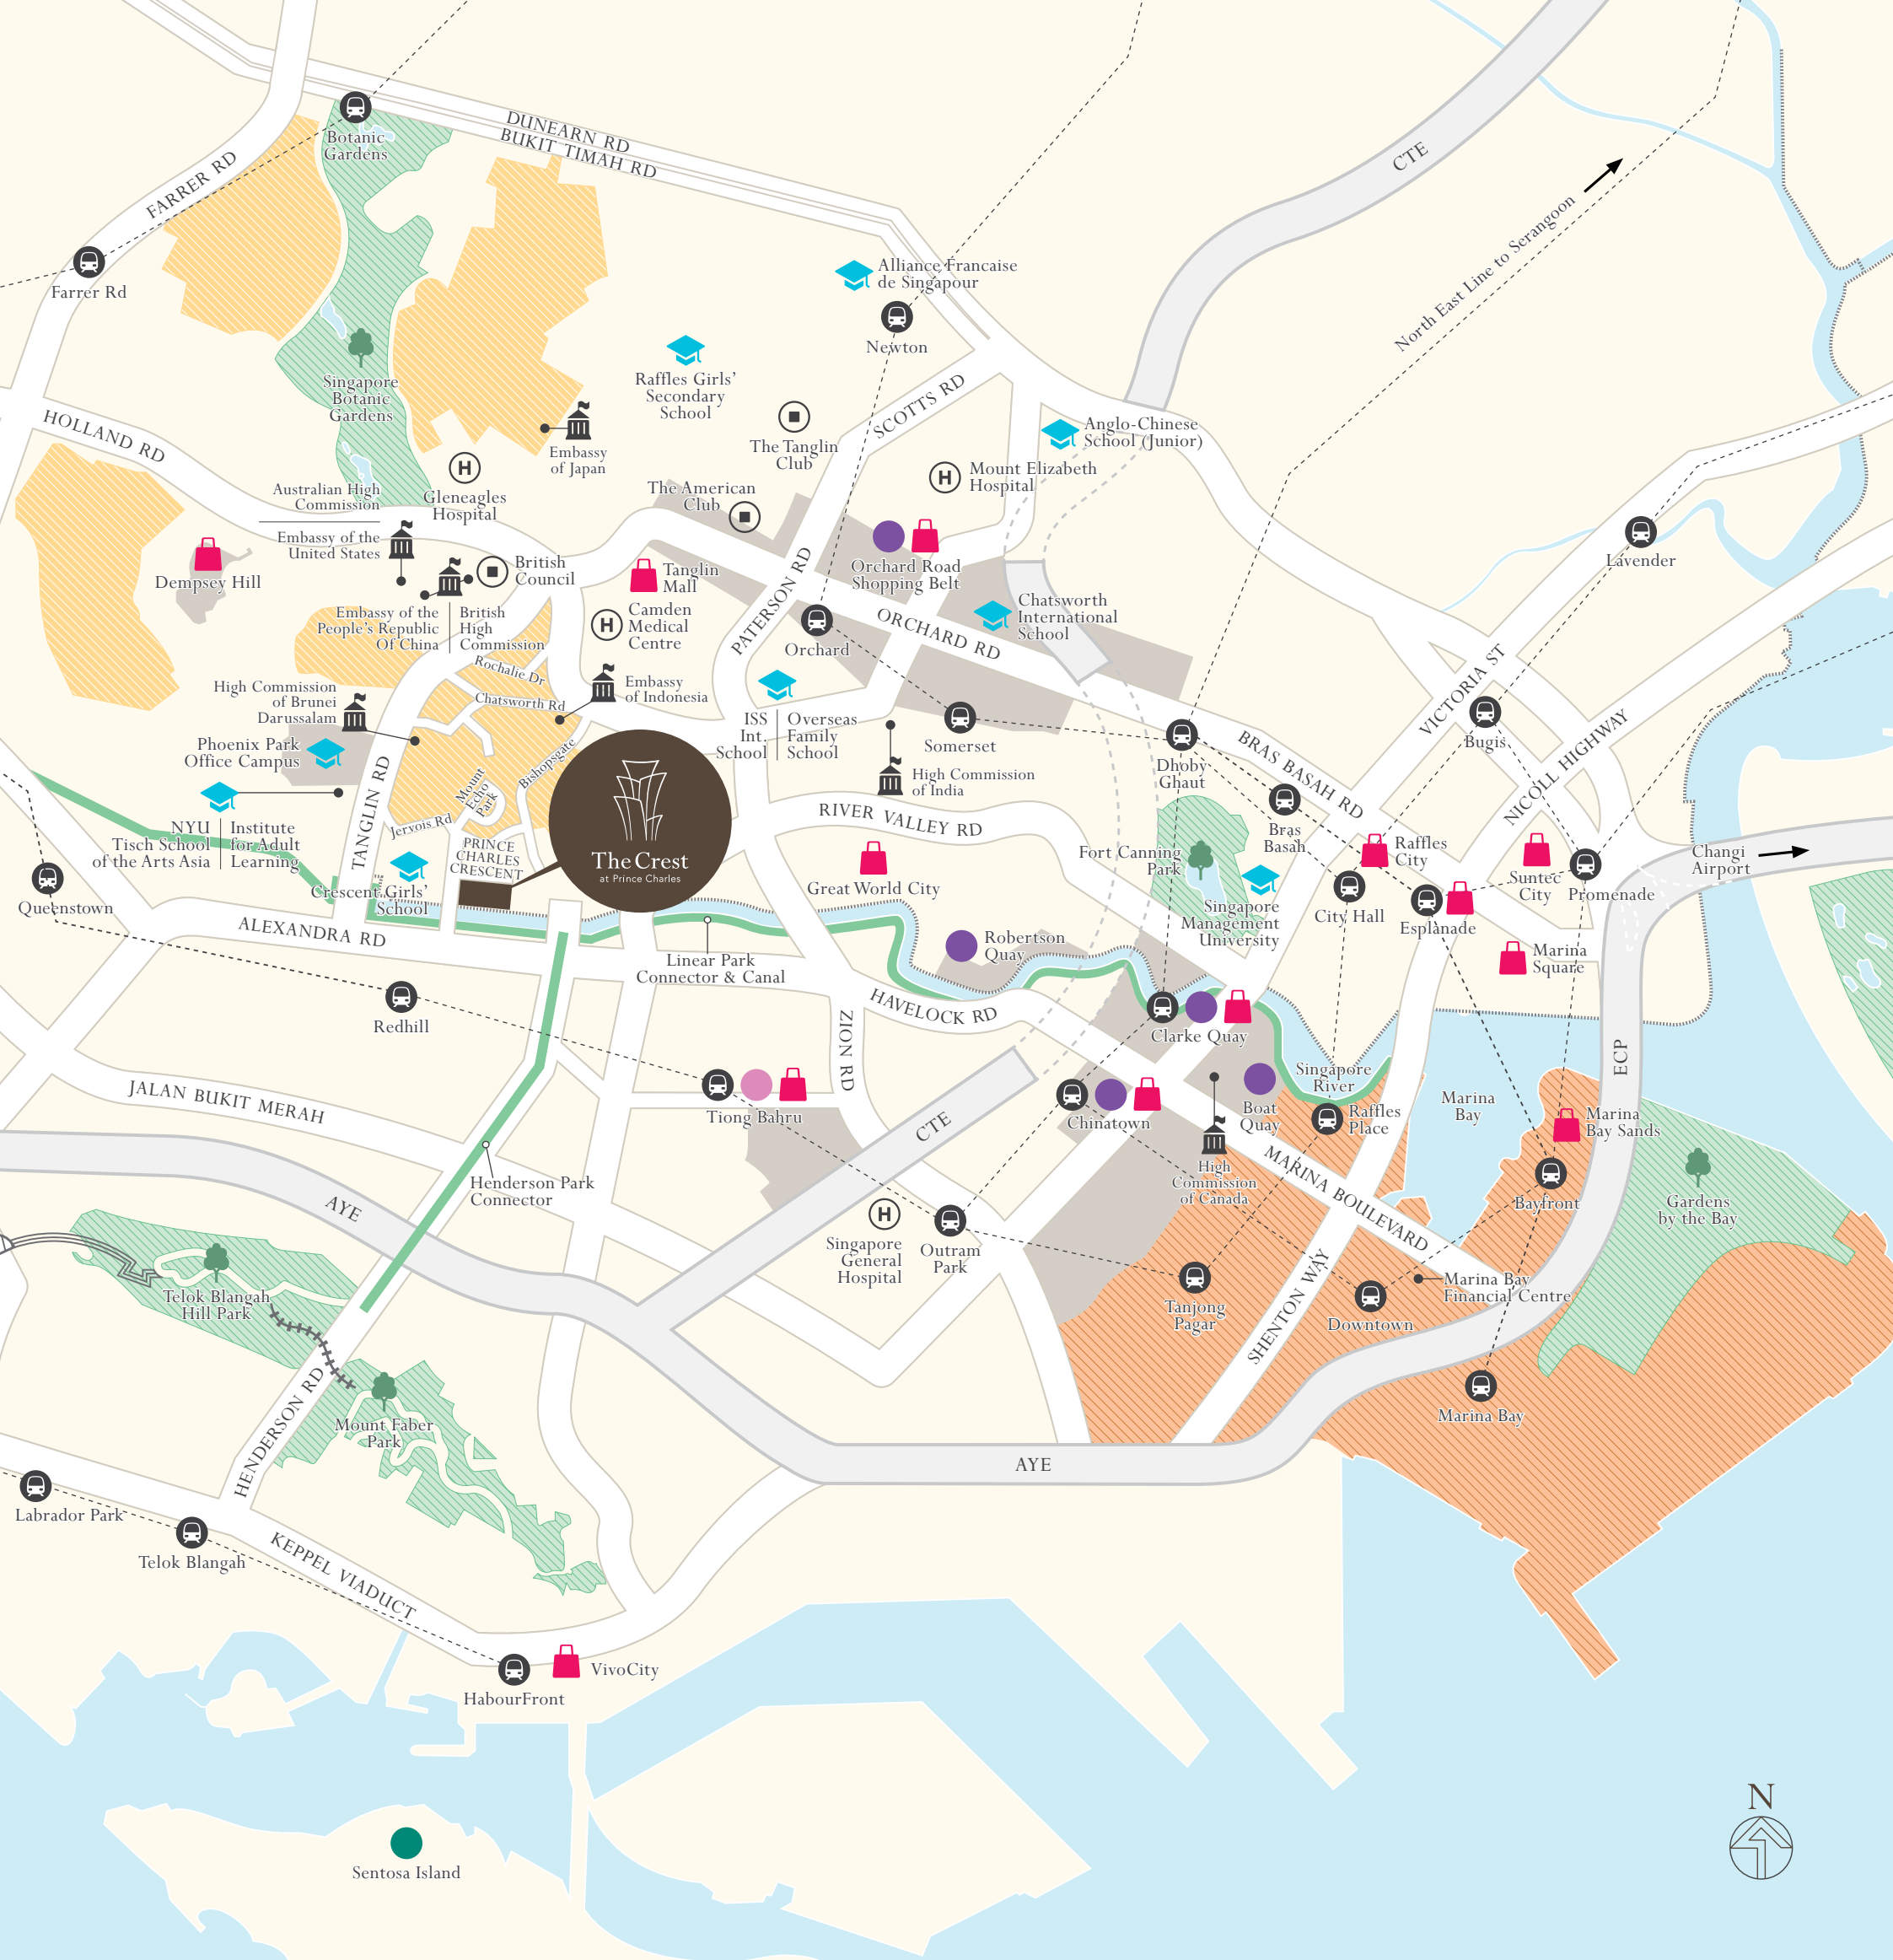 DUNEARN RD
BUKIT TIMAH RD
CTE
Botanic
Gardens
FARRER RD
Farrer Rd
North East Line to Serangoon
Alliance Francaise
de Singapour
Newton
Raffles Girls'
Secondary
School
SCOTTS RD
Singapore
Botanic
Gardens
HOLLAND RD
Embassy
of Japan
The Tanglin
Club
Anglo-Chinese
School (Junior)
Mount Elizabeth
Hospital
Australian High
Commission
Gleneagles
Hospital
The American
Club
Embassy of the
United States
Dempsey Hill
British
Council
Tanglin
Mall
Orchard Road
Shopping Belt
Lavender
PATERSON RD
Camden
Medical
Centre
Embassy of the
People's Republic
Of China
British
High
Commission
Chatsworth
International
School
ORCHARD RD
Orchard
Rochalie Dr
Chatsworth Rd
Embassy
of Indonesia
High Commission
of Brunei
Darussalam
VICTORIA ST
Bugis
ISS
Int.
School
Overseas
Family
School
Somerset
Dhoby
Ghaut
BRAS BASAH RD
NICOLL HIGHWAY
Phoenix Park
Office Campus
Bishopsgate
Mount
Echo
Park
High Commission
of India
TANGLIN RD
Jervois Rd
NYU
Tisch School
of the Arts Asia
Institute
for Adult
Learning
PRINCE
CHARLES
CRESCENT
The Crest
at Prince Charles
RIVER VALLEY RD
Bras
Basah
Raffles
City
Fort Canning
Park
Suntec
City
Promenade
Changi
Airport
Great World City
Crescent Girls'
School
Queenstown
City Hall
Esplanade
Singapore
Management
University
ALEXANDRA RD
Linear Park
Connector & Canal
Robertson
Quay
Marina
Square
HAVELOCK RD
Redhill
Clarke Quay
ZION RD
ECP
Singapore
River
JALAN BUKIT MERAH
Tiong Bahru
CTE
Chinatown
Boat
Quay
Raffles
Place
Marina
Bay
Marina
Bay Sands
High
Commission
of Canada
MARINA BOULEVARD
Henderson Park
Connector
AYE
Bayfront
Gardens
by the Bay
Singapore
General
Hospital
Outram
Park
Telok Blangah
Hill Park
Tanjong
Pagar
SHENTON WAY
Marina Bay
Financial Centre
Downtown
HENDERSON RD
Mount Faber
Park
Marina Bay
AYE
Labrador Park
Telok Blangah
KEPPEL VIADUCT
HabourFront
VivoCity
Sentosa Island
N
H
H
H
H